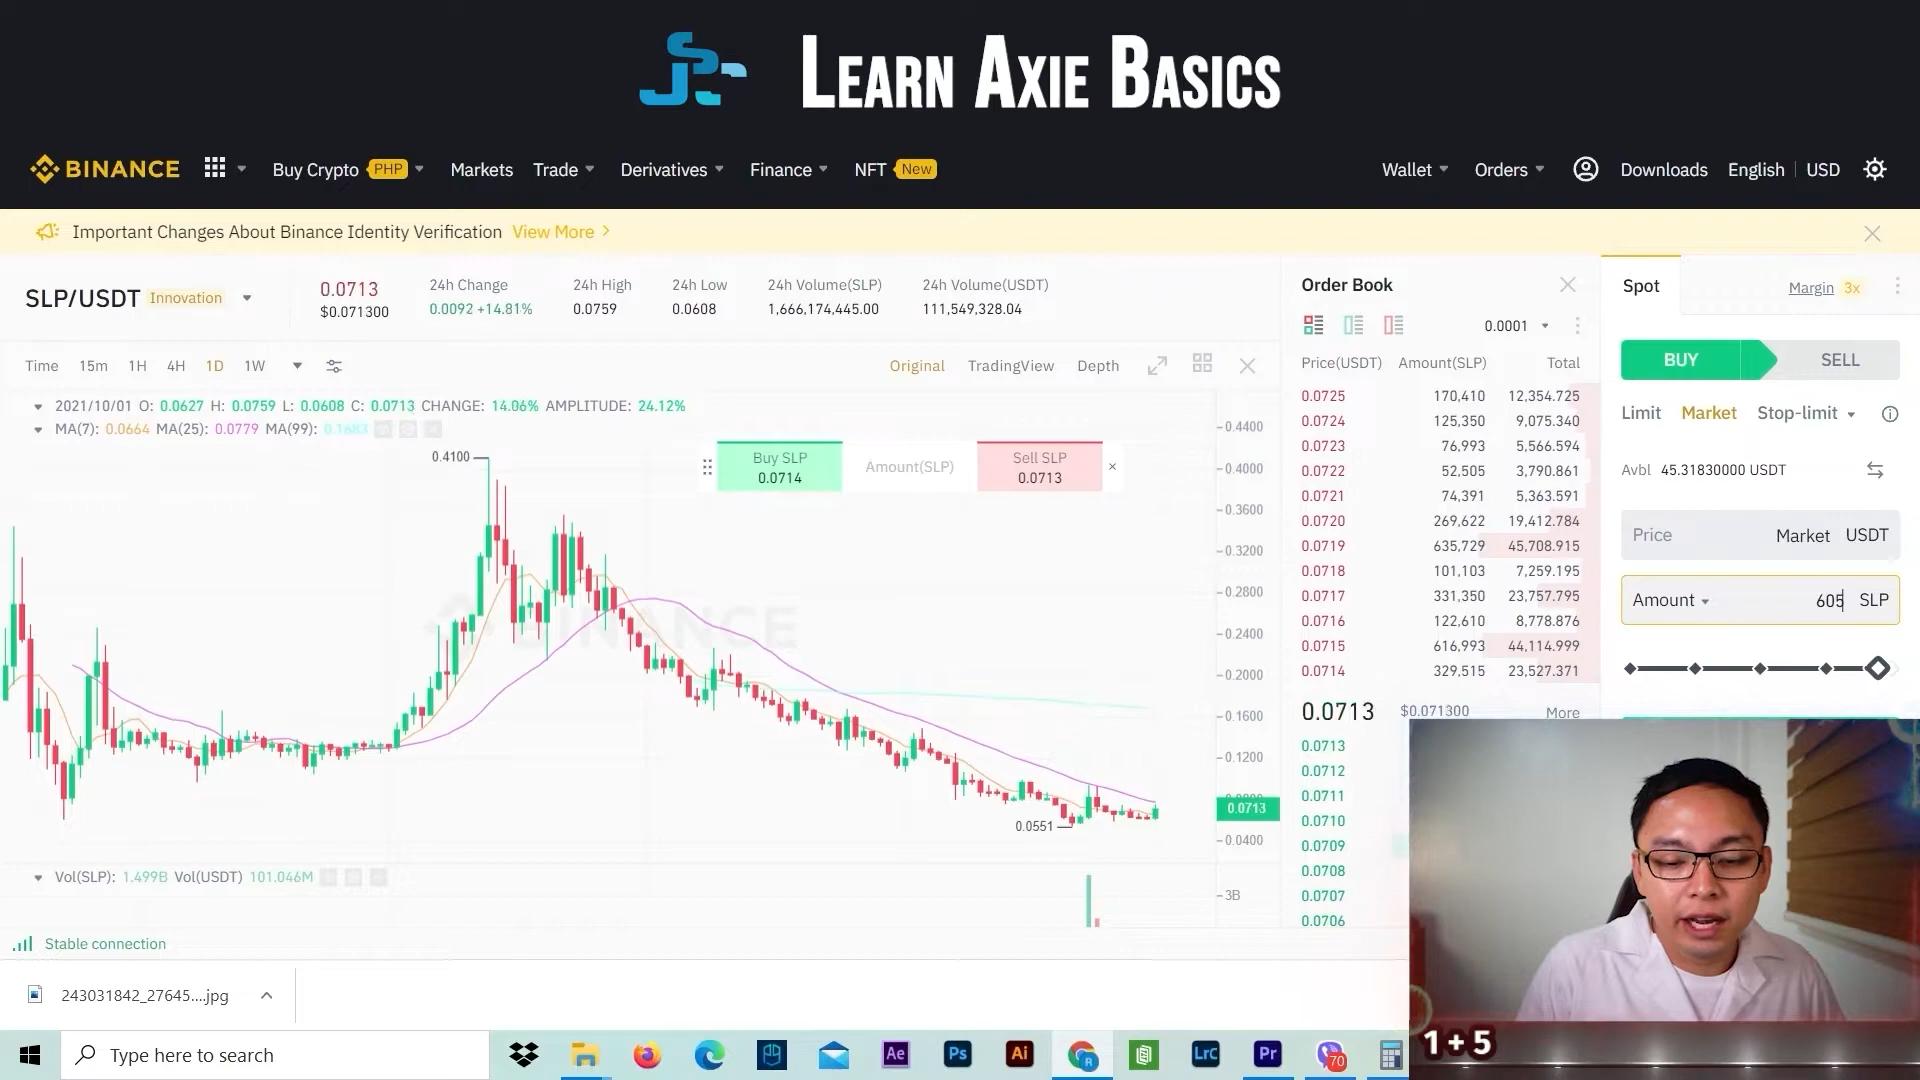 LEARN AXIE BASICS
BINANCE
Buy Crypto PHP Markets Trade Derivatives Finance NFT New
Wallet Orders Downloads English USD
Important Changes About Binance Identity Verification View More
SLP/USDT Innovation
0.0713
$0.071300
24h Change
0.0092 +14.81%
24h High
0.0759
24h Low
0.0608
24h Volume(SLP)
1,666,174,445.00
24h Volume(USDT)
111,549,328.04
Time 15m 1H 4H 1D 1W
Original TradingView Depth
2021/10/01 O: 0.0627 H: 0.0759 L: 0.0608 C: 0.0713 CHANGE: 14.06% AMPLITUDE: 24.12%
MA(7): 0.0664 MA(25): 0.0779 MA(99): 0.1683
Buy SLP
0.0714
Amount(SLP)
Sell SLP
0.0713
0.4100
0.0551
BINANCE
0.4400
0.4000
0.3600
0.3200
0.2800
0.2400
0.2000
0.1600
0.1200
0.0713
0.0400
Vol(SLP): 1.499B Vol(USDT) 101.046M
3B
Stable connection
Order Book
0.0001
Price(USDT) Amount(SLP) Total
0.0725 170,410 12,354.725
0.0724 125,350 9,075.340
0.0723 76,993 5,566.594
0.0722 52,505 3,790.861
0.0721 74,391 5,363.591
0.0720 269,622 19,412.784
0.0719 635,729 45,708.915
0.0718 101,103 7,259.195
0.0717 331,350 23,757.795
0.0716 122,610 8,778.876
0.0715 616,993 44,114.999
0.0714 329,515 23,527.371
0.0713 $0.071300 More
0.0713
0.0712
0.0711
0.0710
0.0709
0.0708
0.0707
0.0706
Spot Margin 3x
BUY SELL
Limit Market Stop-limit
Avbl 45.31830000 USDT
Price Market USDT
Amount 605 SLP
243031842_27645....jpg
Type here to search
Ae
Ps
Ai
R
LrC
Pr
70
1+5